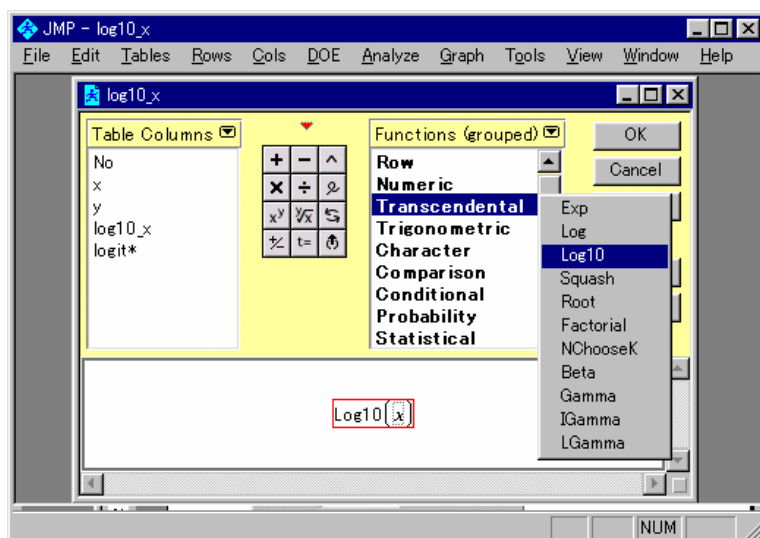 JMP - log10_x
File Edit Tables Rows Cols DOE Analyze Graph Tools View Window Help
log10_x
Table Columns
No
x
y
log10_x
logit*
+ - ^
× ÷
xʸ ʸ√x
+/- t=
Functions (grouped)
Row
Numeric
Transcendental
Trigonometric
Character
Comparison
Conditional
Probability
Statistical
OK
Cancel
Exp
Log
Log10
Squash
Root
Factorial
NChooseK
Beta
Gamma
IGamma
LGamma
Log10(x)
NUM